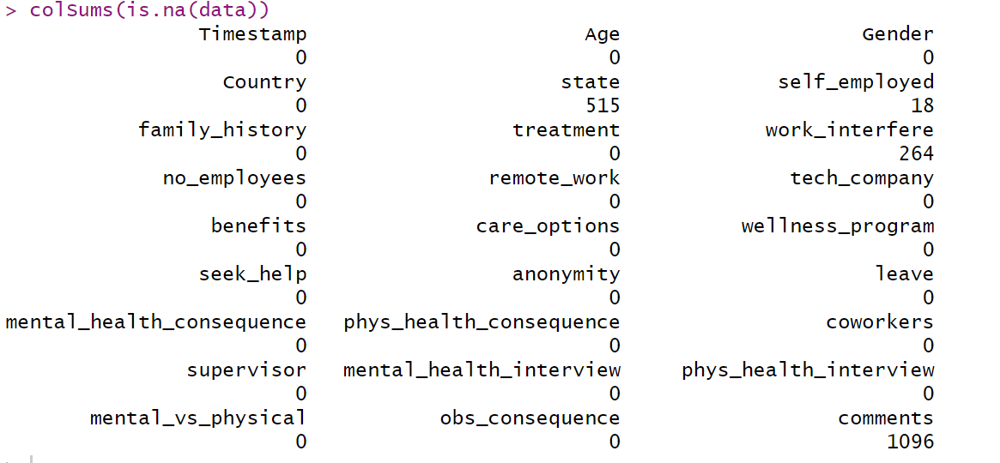 > colSums(is.na(data))
Timestamp Age Gender
0 0 0
Country state self_employed
0 515 18
family_history treatment work_interfere
0 0 264
no_employees remote_work tech_company
0 0 0
benefits care_options wellness_program
0 0 0
seek_help anonymity leave
0 0 0
mental_health_consequence phys_health_consequence coworkers
0 0 0
supervisor mental_health_interview phys_health_interview
0 0 0
mental_vs_physical obs_consequence comments
0 0 1096